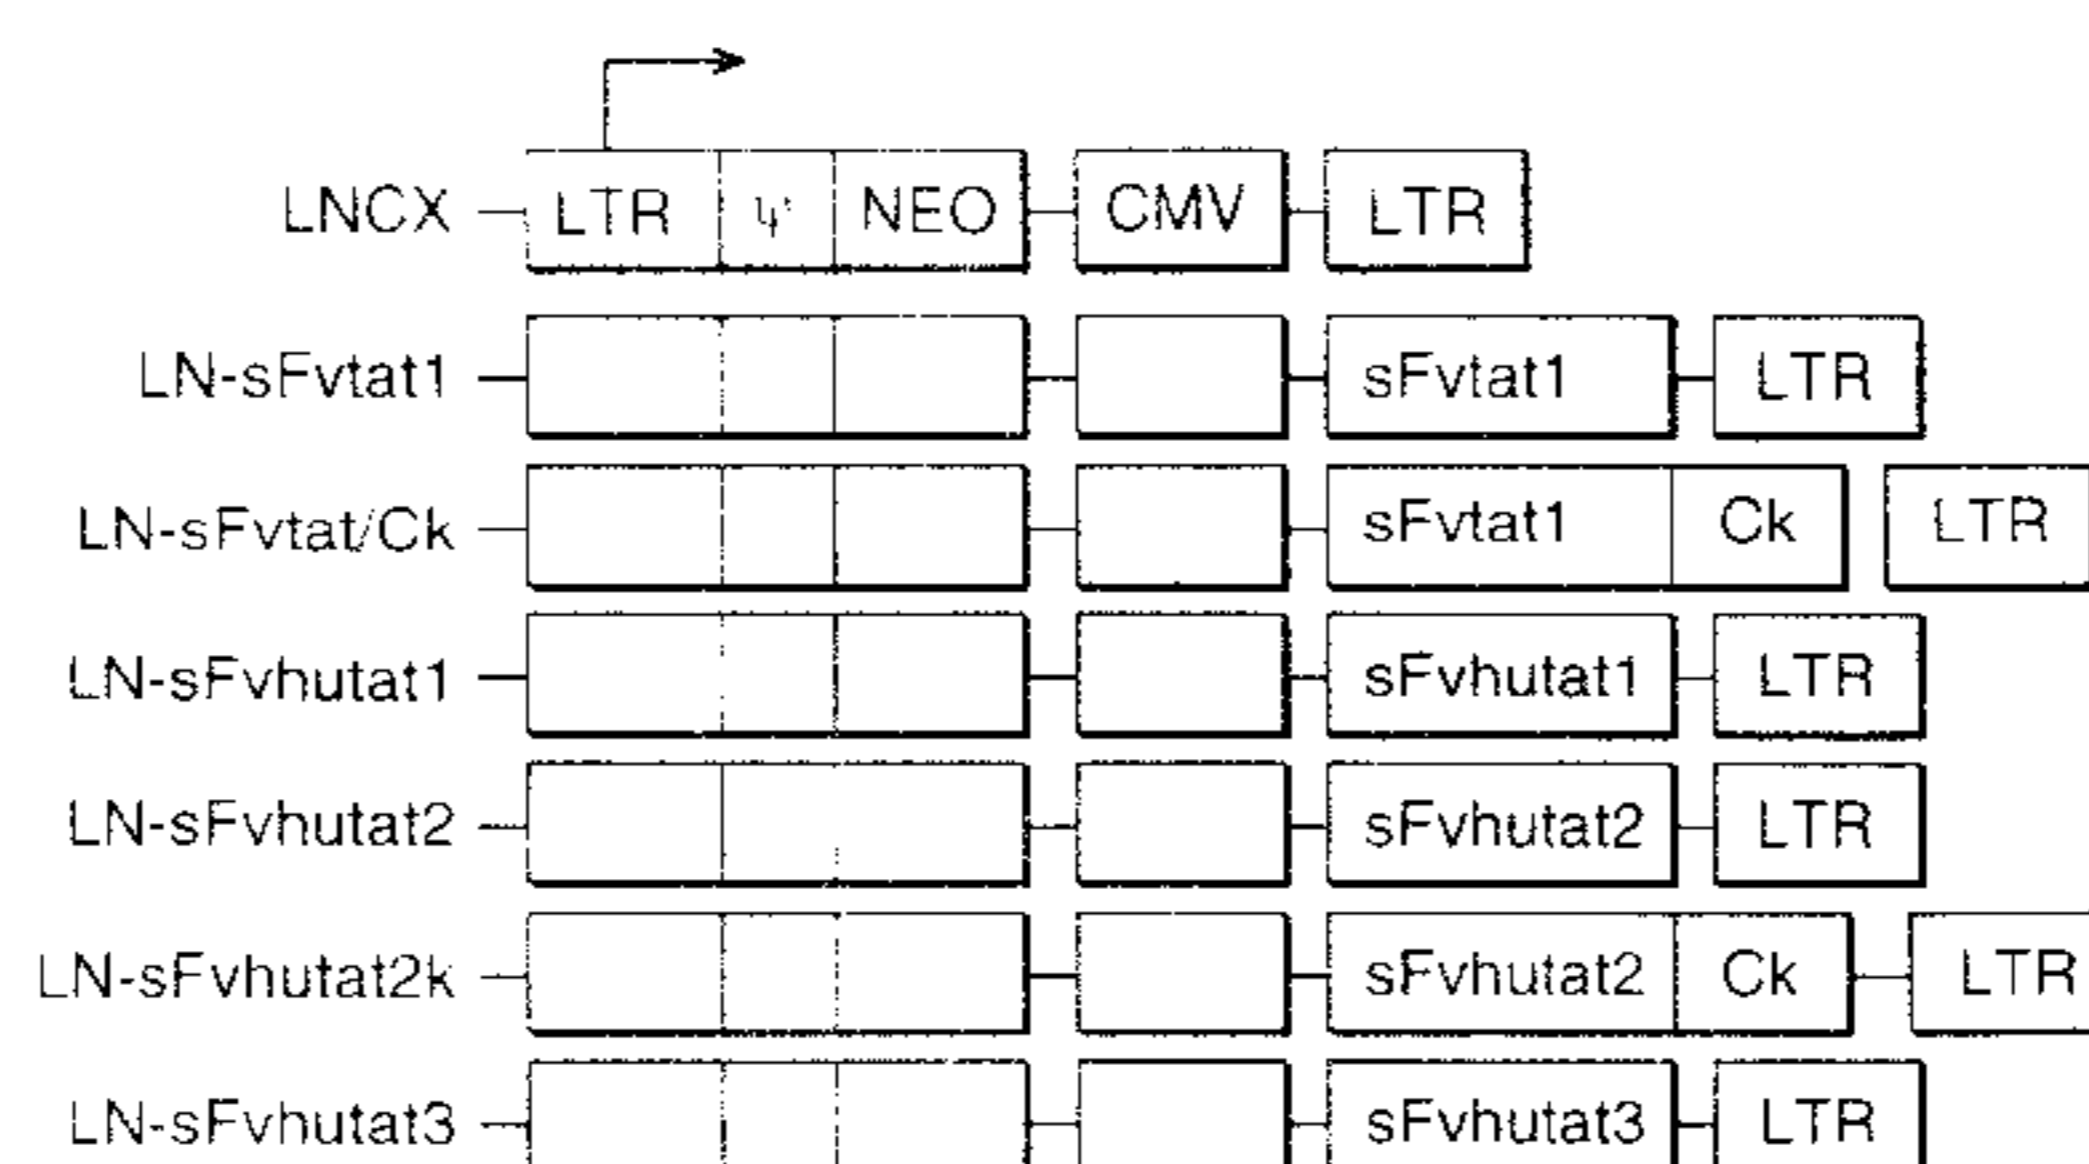 LNCX LTR Ψ NEO CMV LTR
LN-sFvtat1 sFvtat1 LTR
LN-sFvtat/Ck sFvtat1 Ck LTR
LN-sFvhutat1 sFvhutat1 LTR
LN-sFvhutat2 sFvhutat2 LTR
LN-sFvhutat2k sFvhutat2 Ck LTR
LN-sFvhutat3 sFvhutat3 LTR